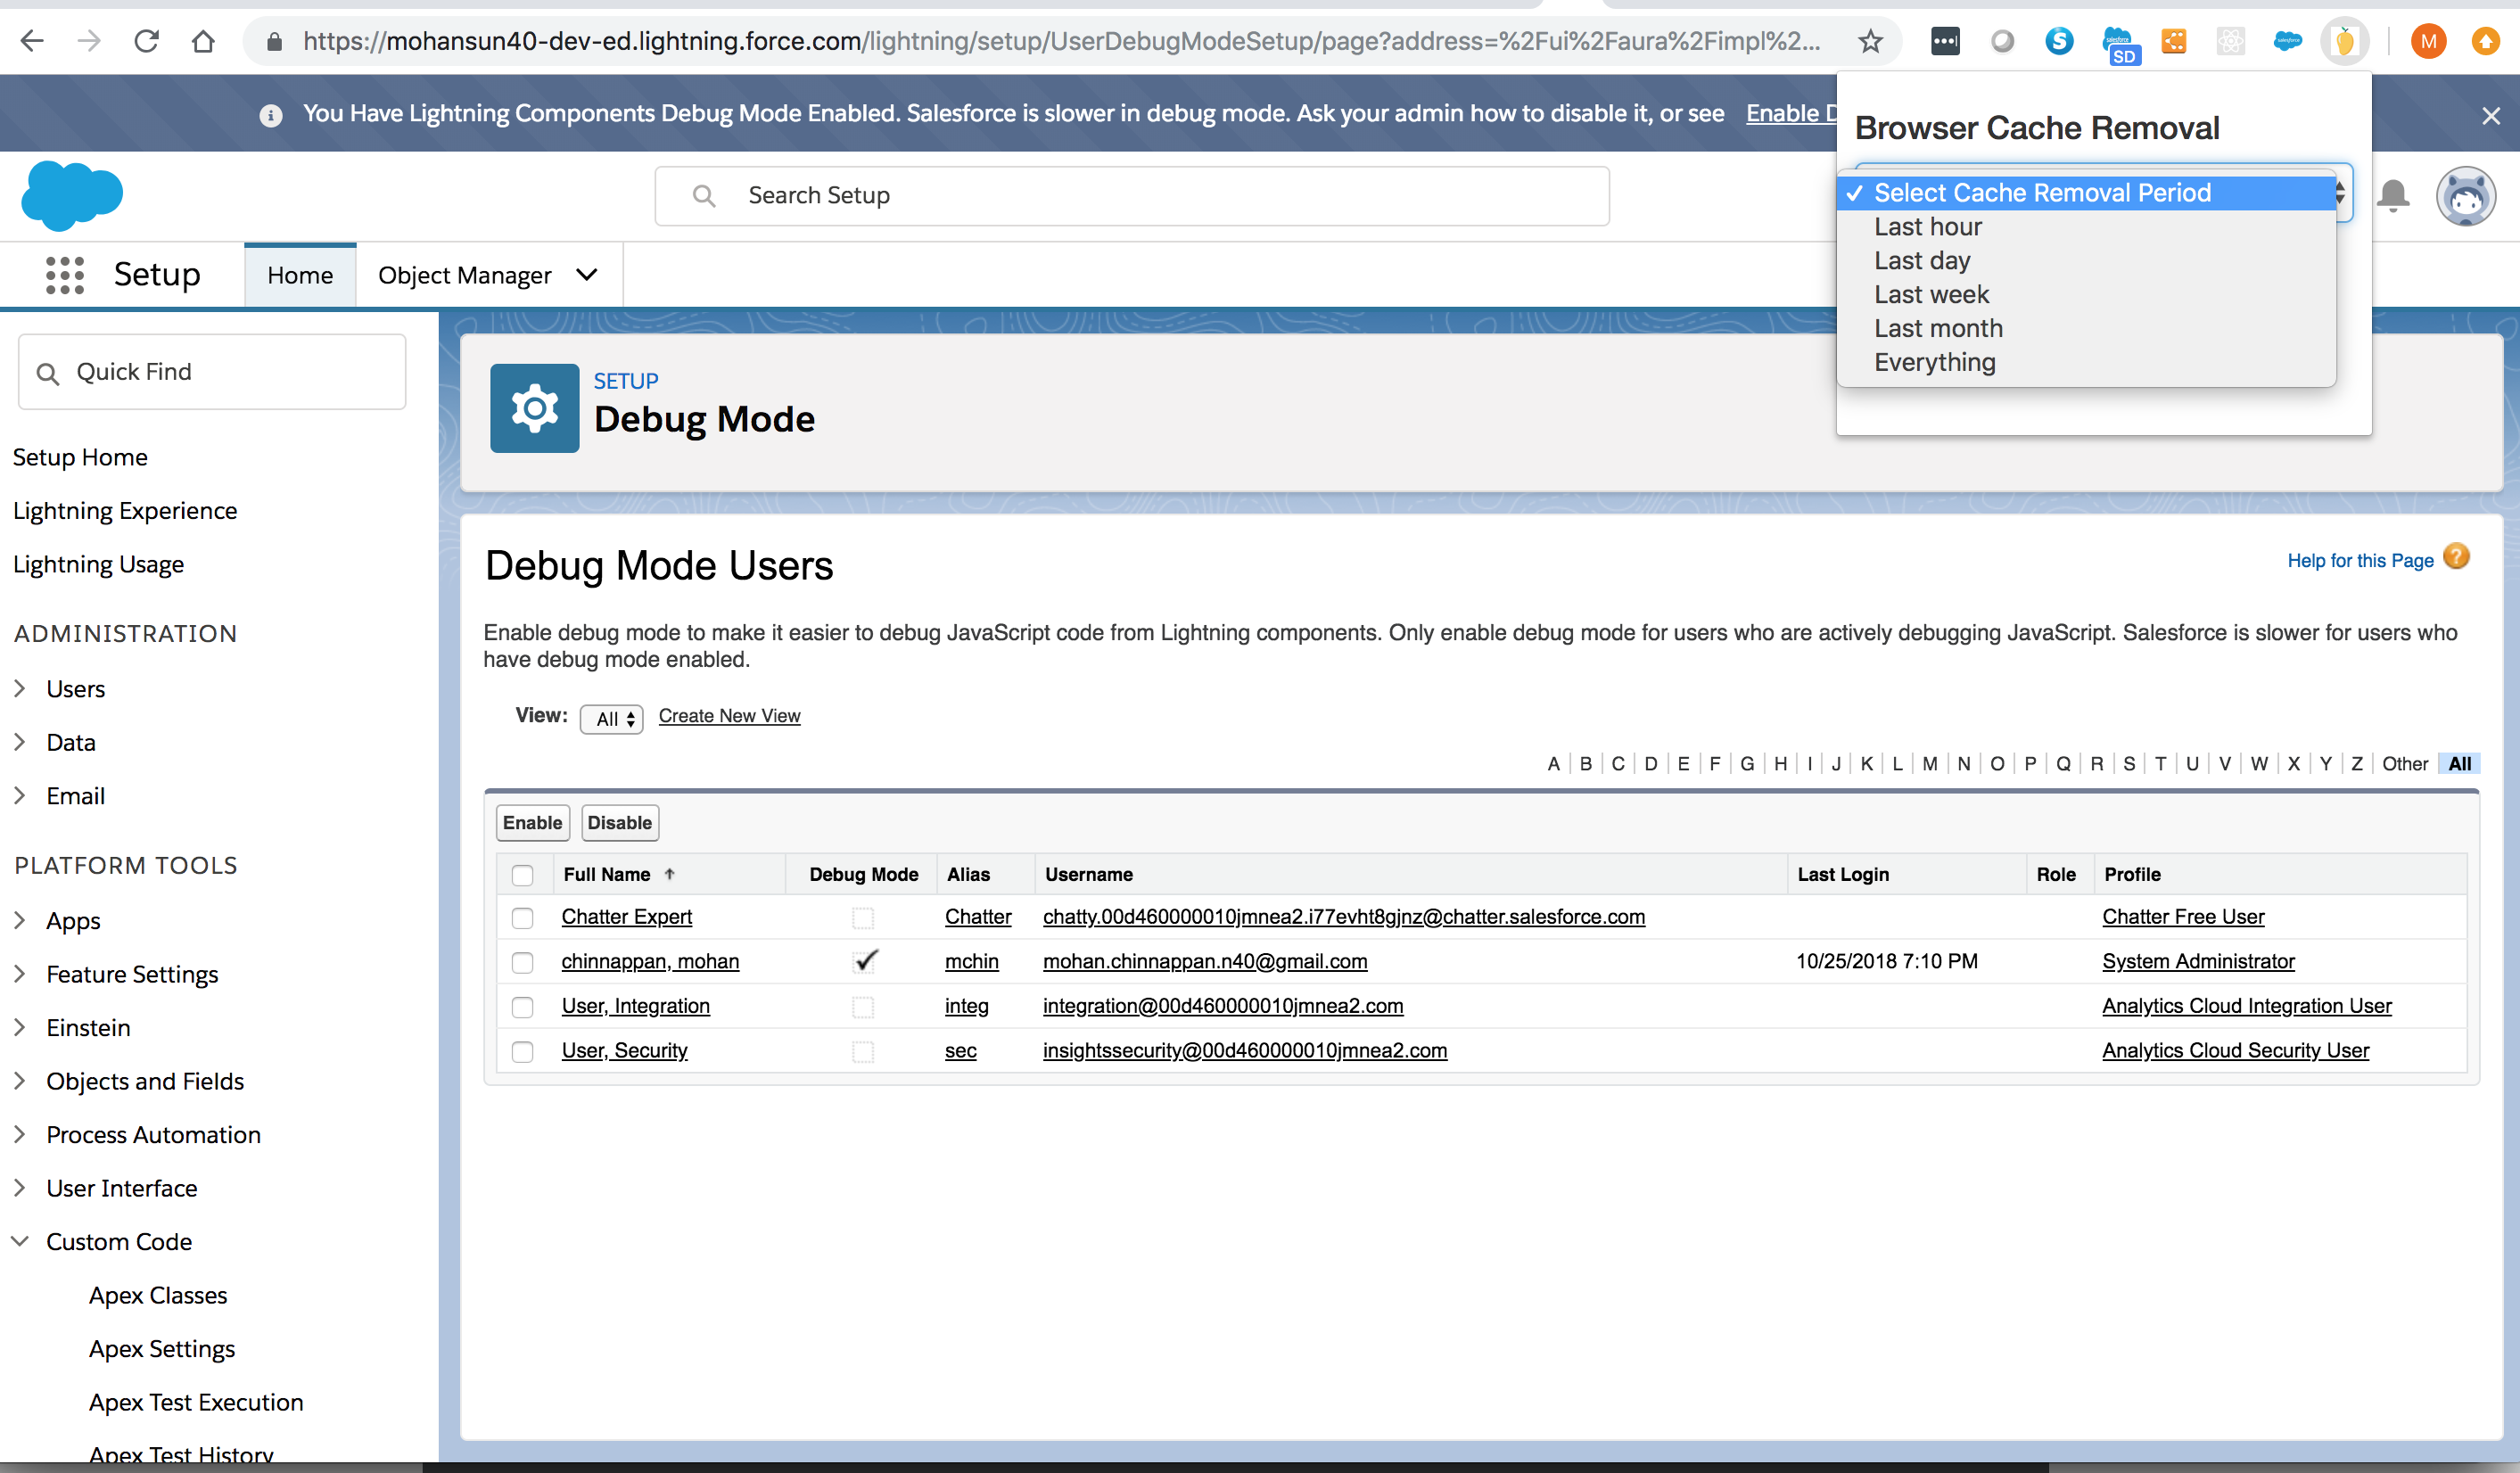 https://mohansun40-dev-ed.lightning.force.com/lightning/setup/UserDebugModeSetup/page?address=%2Fui%2Faura%2Fimpl%2...
S
salesforce
SD
salesforce
M
You Have Lightning Components Debug Mode Enabled. Salesforce is slower in debug mode. Ask your admin how to disable it, or see Enable D
Browser Cache Removal
Search Setup
✓ Select Cache Removal Period
Last hour
Last day
Last week
Last month
Everything
Setup
Home
Object Manager
Quick Find
SETUP
Debug Mode
Setup Home
Lightning Experience
Lightning Usage
ADMINISTRATION
Users
Data
Email
PLATFORM TOOLS
Apps
Feature Settings
Einstein
Objects and Fields
Process Automation
User Interface
Custom Code
Apex Classes
Apex Settings
Apex Test Execution
Apex Test History
Debug Mode Users
Help for this Page ?
Enable debug mode to make it easier to debug JavaScript code from Lightning components. Only enable debug mode for users who are actively debugging JavaScript. Salesforce is slower for users who
have debug mode enabled.
View: All Create New View
A | B | C | D | E | F | G | H | I | J | K | L | M | N | O | P | Q | R | S | T | U | V | W | X | Y | Z | Other | All
Enable Disable
Full Name ↑ Debug Mode Alias Username Last Login Role Profile
Chatter Expert Chatter chatty.00d460000010jmnea2.i77evht8gjnz@chatter.salesforce.com Chatter Free User
chinnappan, mohan ✓ mchin mohan.chinnappan.n40@gmail.com 10/25/2018 7:10 PM System Administrator
User, Integration integ integration@00d460000010jmnea2.com Analytics Cloud Integration User
User, Security sec insightssecurity@00d460000010jmnea2.com Analytics Cloud Security User